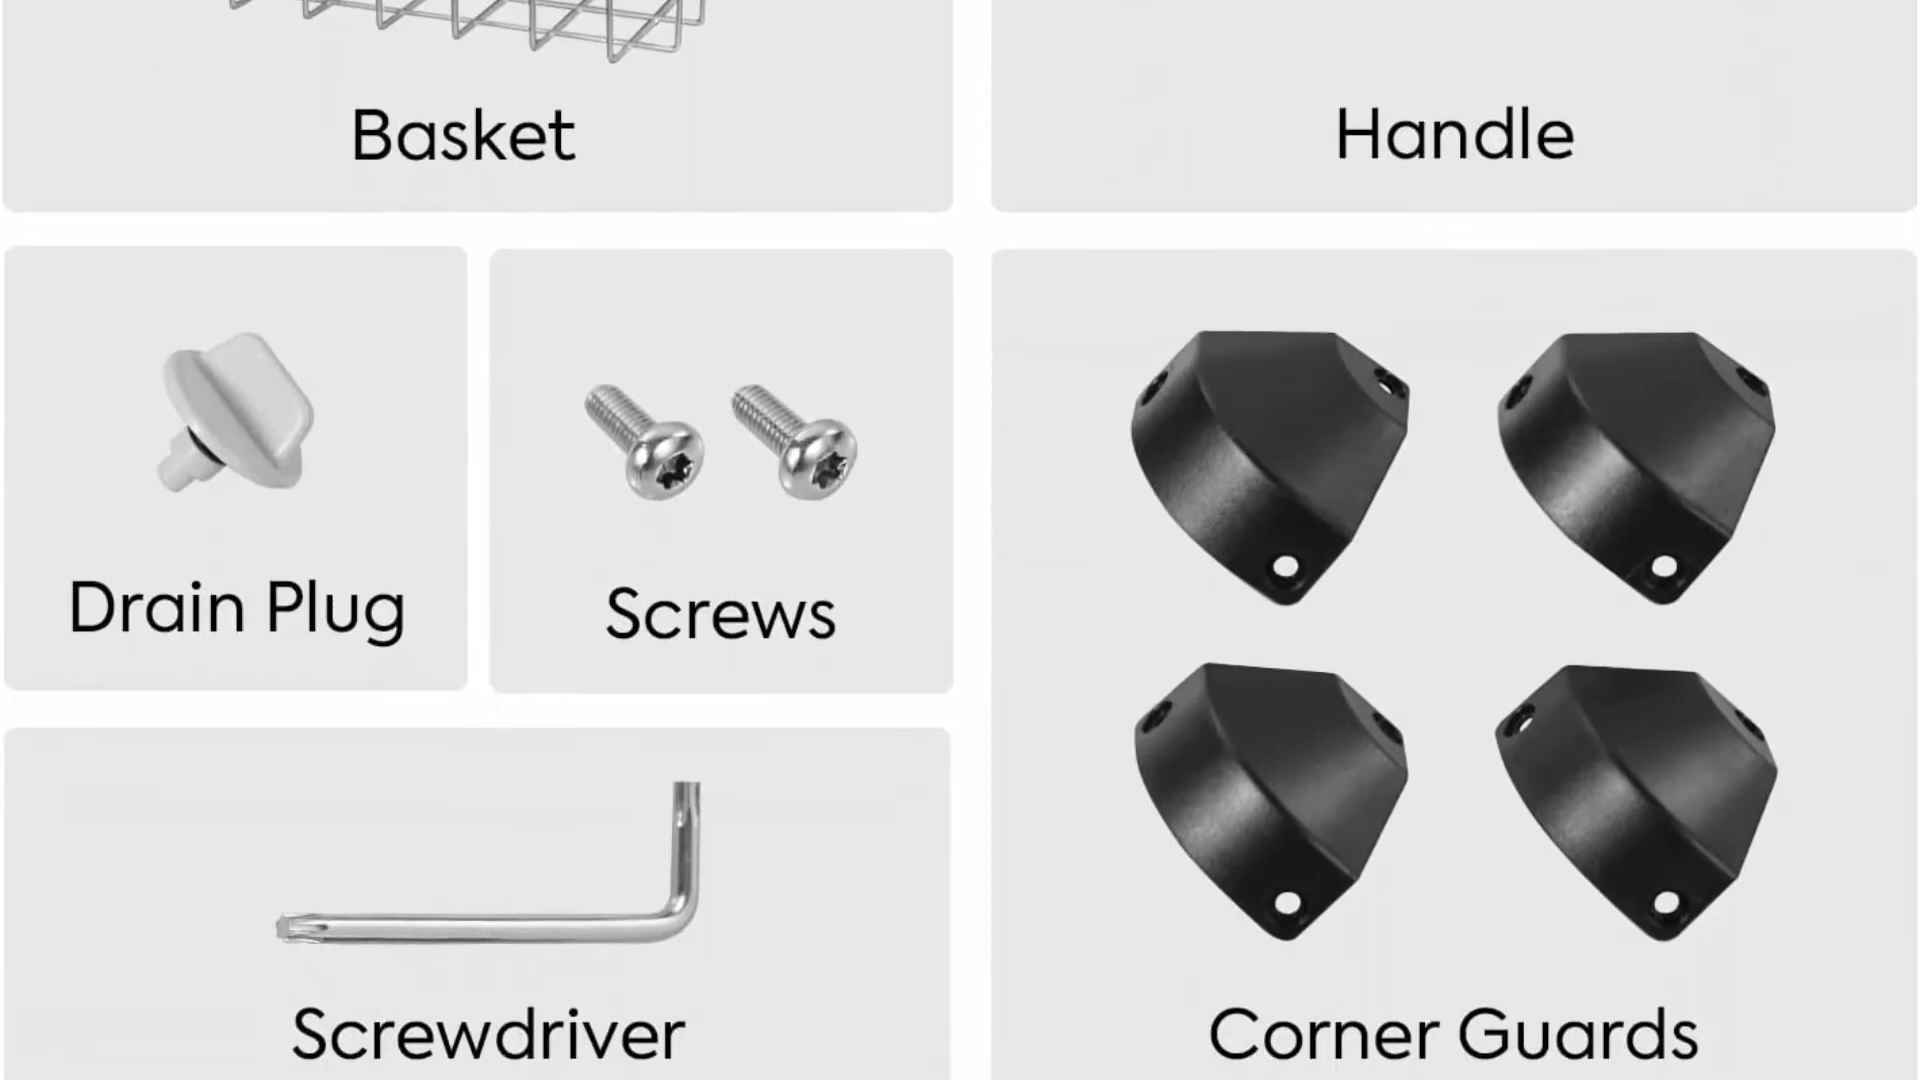 Basket
Handle
Drain Plug
Screws
Screwdriver
Corner Guards